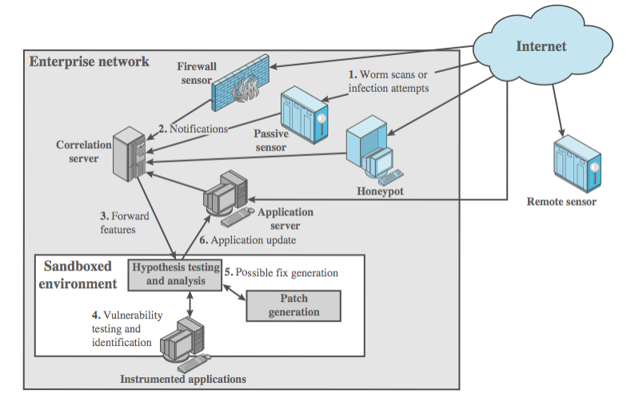 Internet
Enterprise network
Firewall
sensor
1. Worm scans or
infection attempts
2. Notifications
Passive
sensor
Correlation
server
Honeypot
Remote sensor
3. Forward
features
Application
server
6. Application update
Sandboxed
environment
Hypothesis testing
and analysis
5. Possible fix generation
Patch
generation
4. Vulnerability
testing and
identification
Instrumented applications